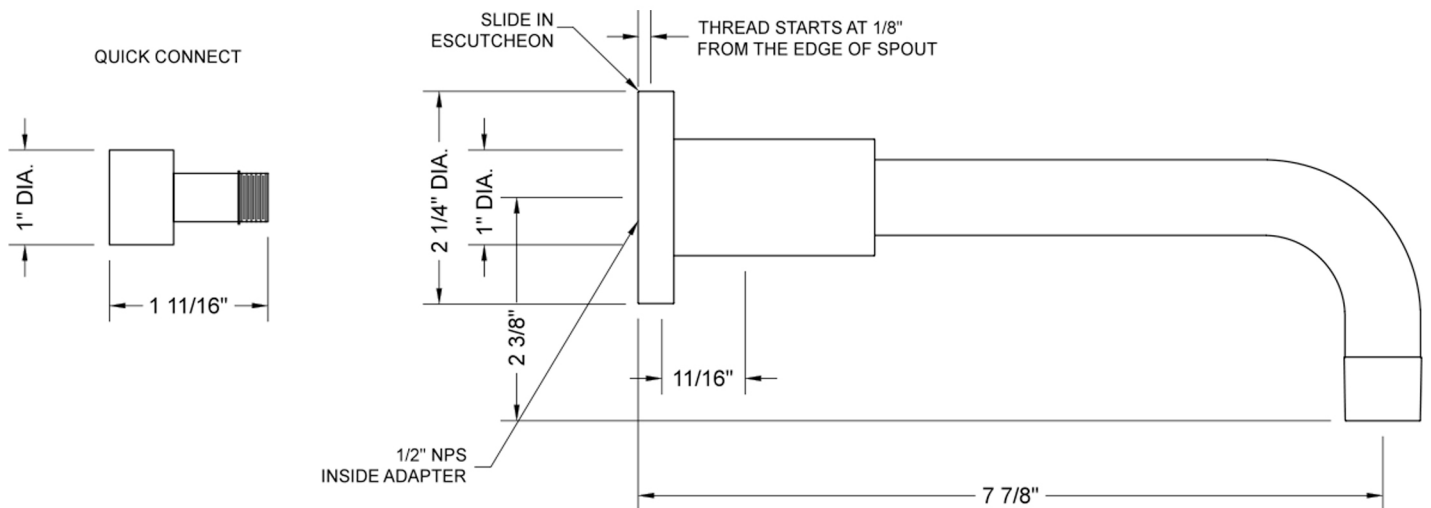 QUICK CONNECT
1" DIA.
1 11/16"
SLIDE IN
ESCUTCHEON
THREAD STARTS AT 1/8"
FROM THE EDGE OF SPOUT
2 1/4" DIA.
1" DIA.
2 3/8"
11/16"
1/2" NPS
INSIDE ADAPTER
7 7/8"